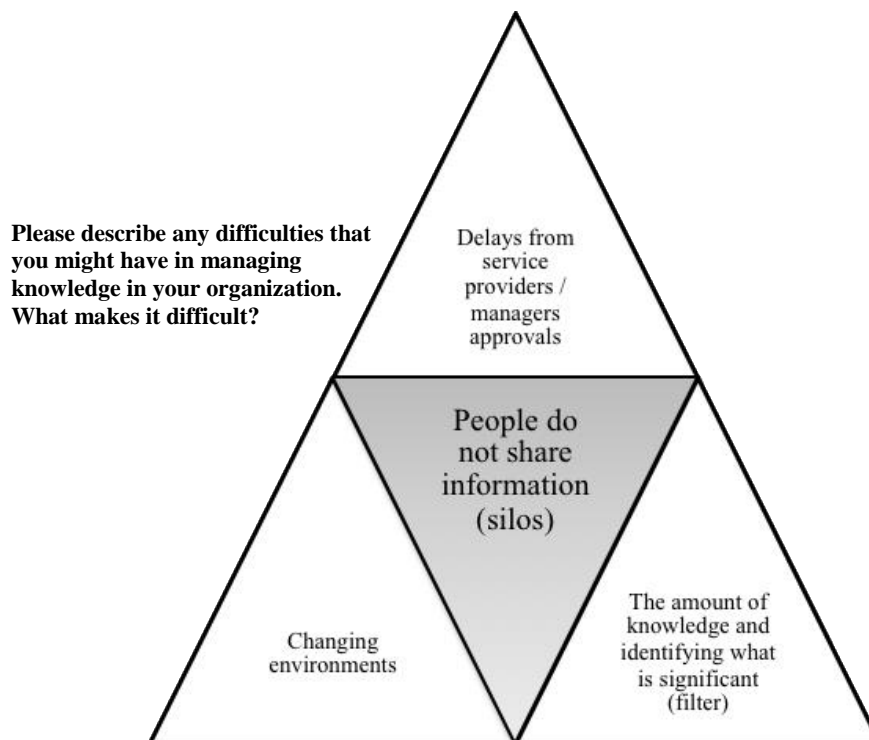 Please describe any difficulties that
you might have in managing
knowledge in your organization.
What makes it difficult?
Delays from
service
providers /
managers
approvals
People do
not share
information
(silos)
Changing
environments
The amount of
knowledge and
identifying what
is significant
(filter)